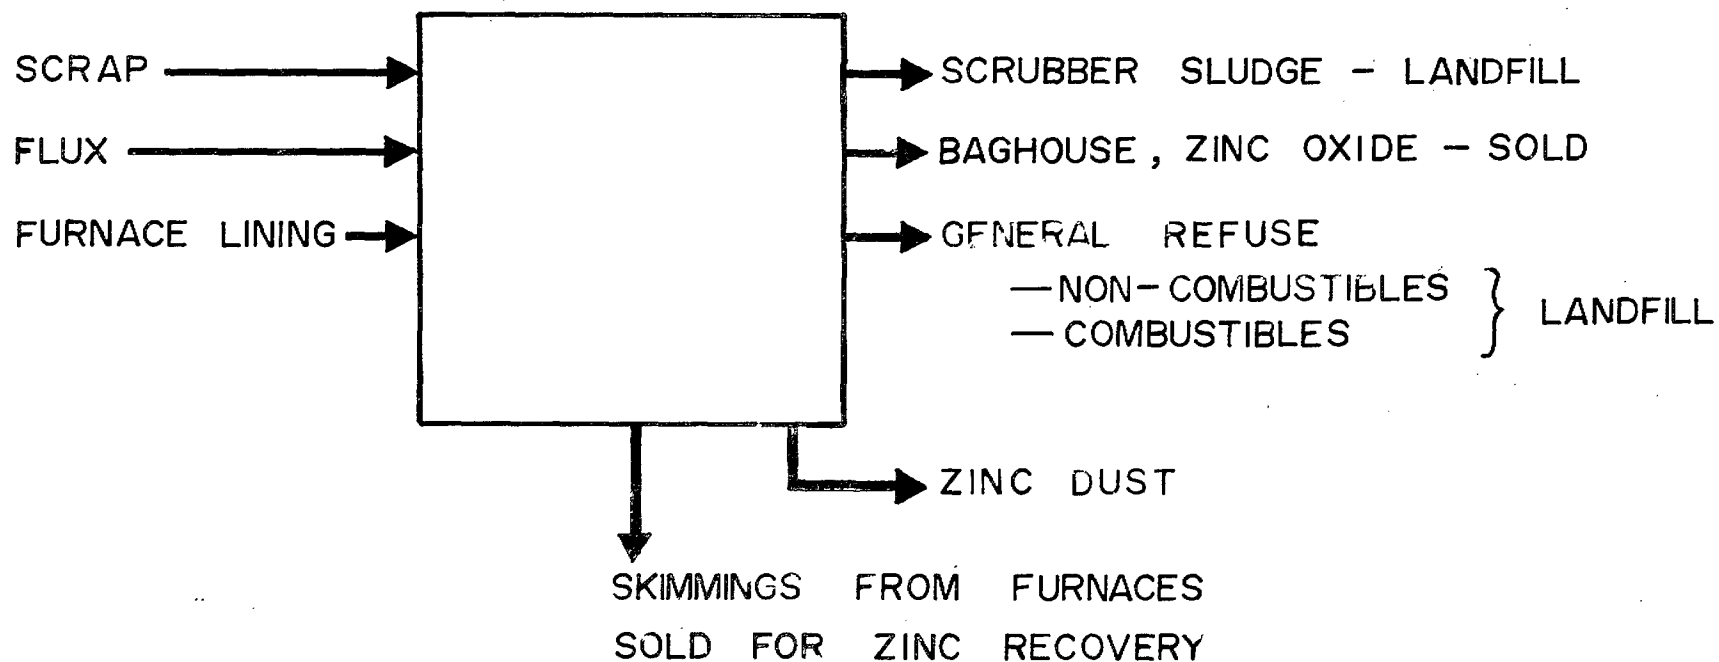 SCRAP
SCRUBBER SLUDGE - LANDFILL
FLUX
BAGHOUSE, ZINC OXIDE - SOLD
FURNACE LINING
GENERAL REFUSE
- NON-COMBUSTIBLES
- COMBUSTIBLES
LANDFILL
ZINC DUST
SKIMMINGS FROM FURNACES
SOLD FOR ZINC RECOVERY